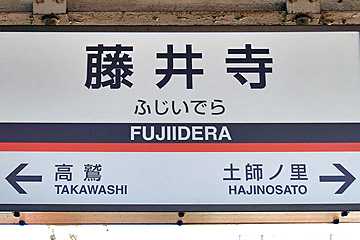 藤井寺
ふじいでら
FUJIIDERA
← 高鷲 土師ノ里 →
TAKAWASHI HAJINOSATO